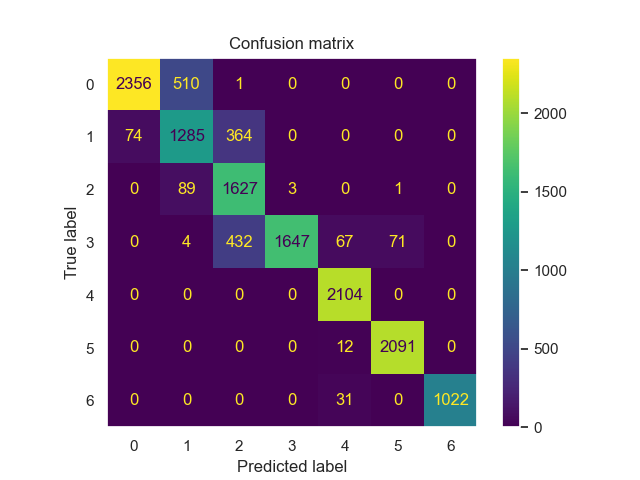 Confusion matrix
True label
0 2356 510 1 0 0 0 0
1 74 1285 364 0 0 0 0
2 0 89 1627 3 0 1 0
3 0 4 432 1647 67 71 0
4 0 0 0 0 2104 0 0
5 0 0 0 0 12 2091 0
6 0 0 0 0 31 0 1022
0 1 2 3 4 5 6
Predicted label
2000
1500
1000
500
0